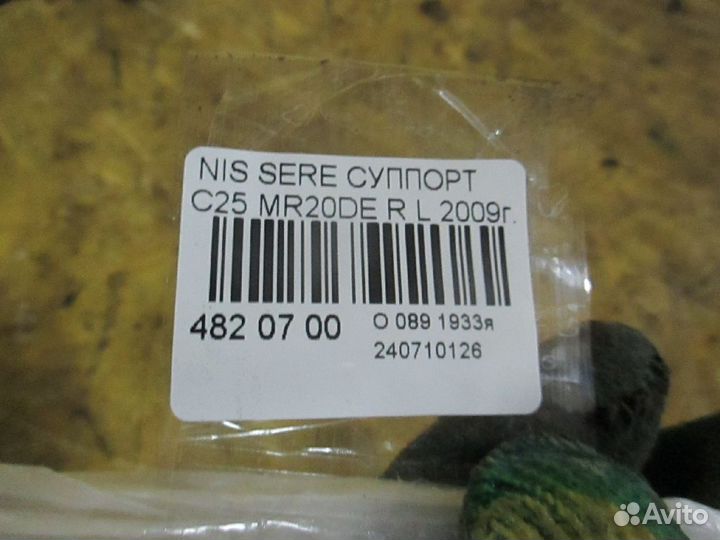 NIS SERE СУППОРТ
C25 MR20DE R L 2009г.
482 07 00
О 089 1933я
240710126
Avito